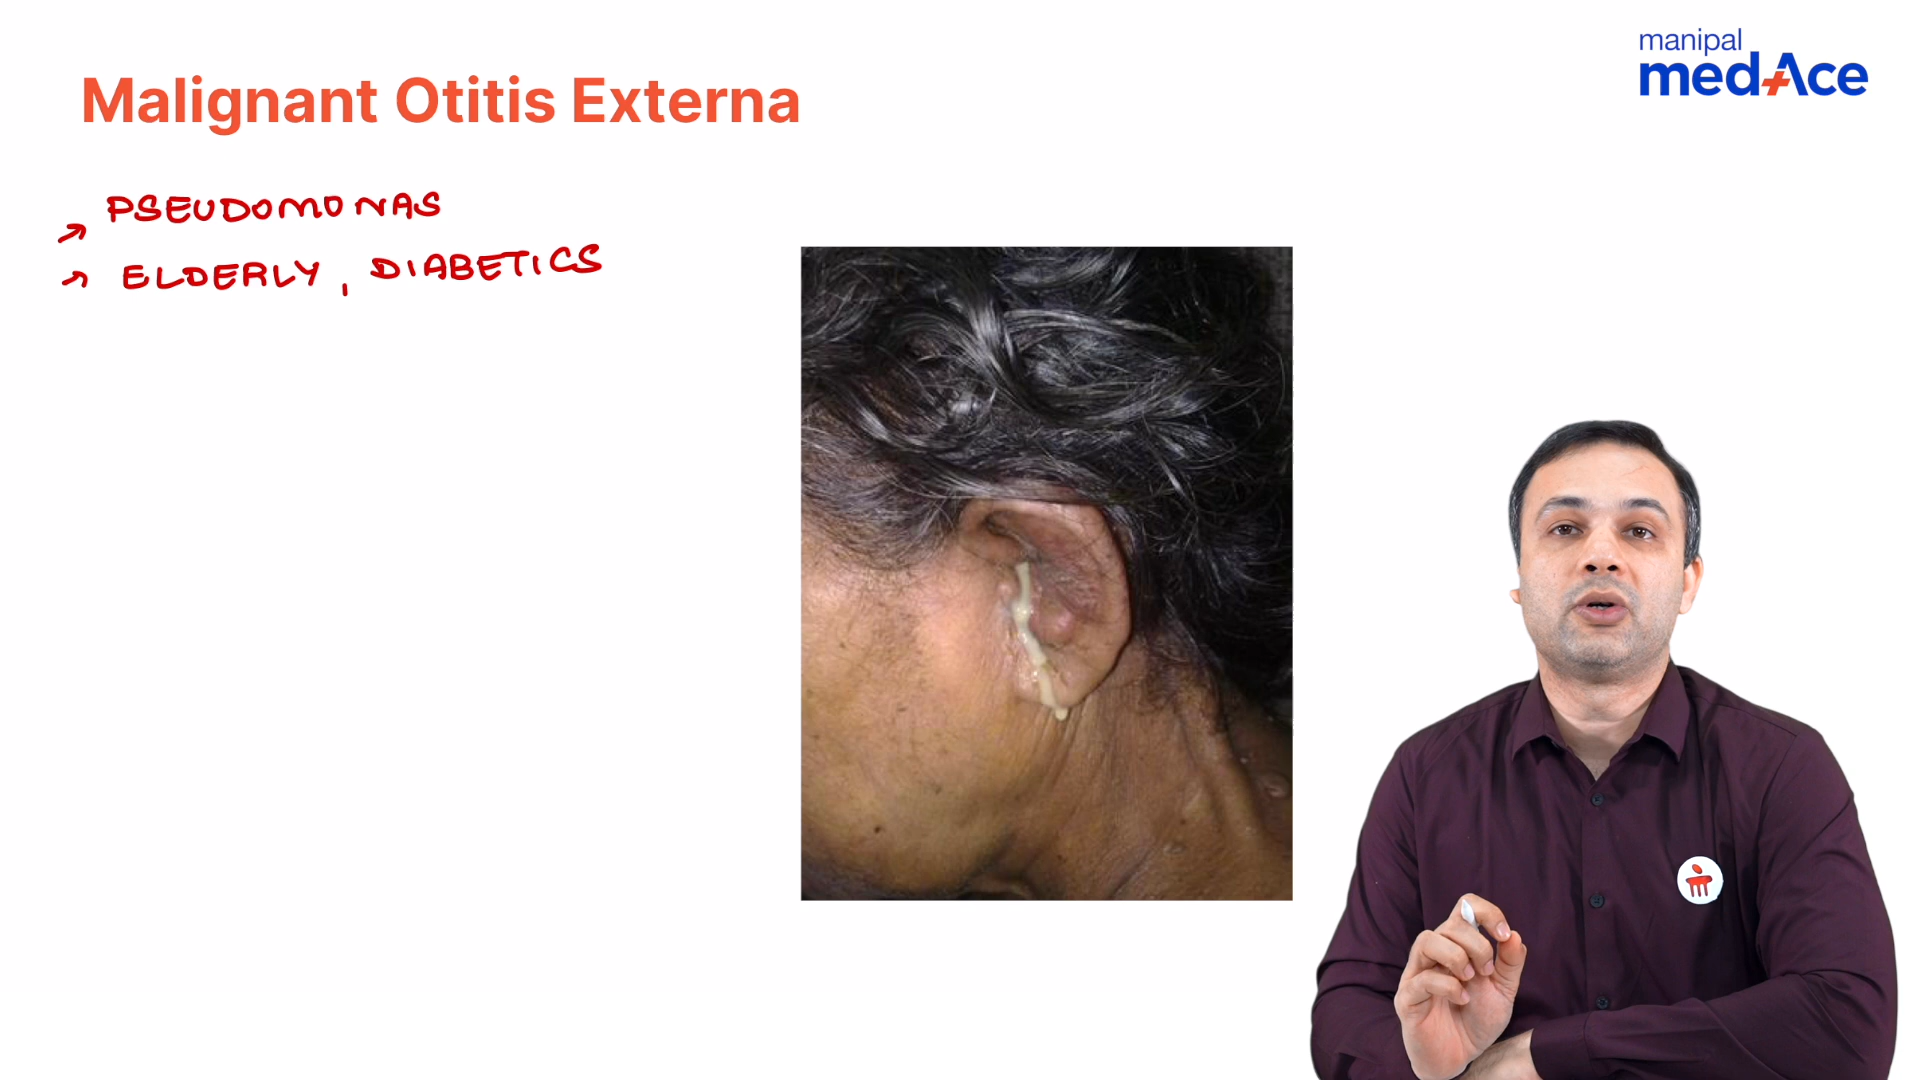 manipal
medAce
Malignant Otitis Externa
→ PSEUDOMONAS
→ ELDERLY, DIABETICS